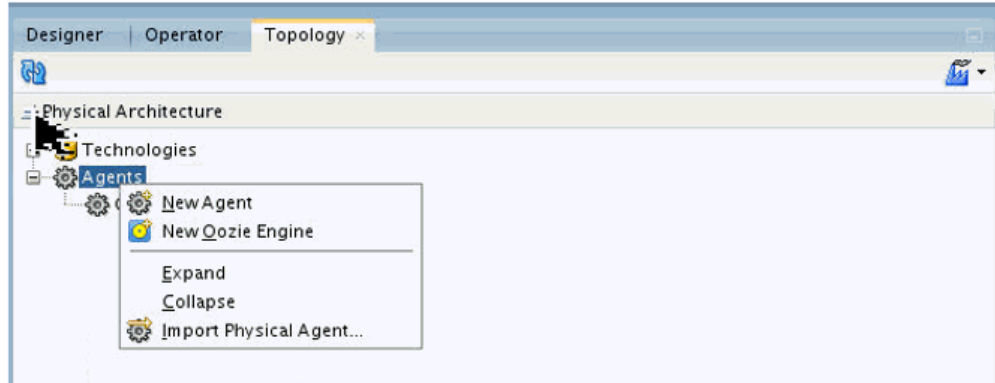 Designer Operator Topology
Physical Architecture
Technologies
Agents
New Agent
New Oozie Engine
Expand
Collapse
Import Physical Agent...